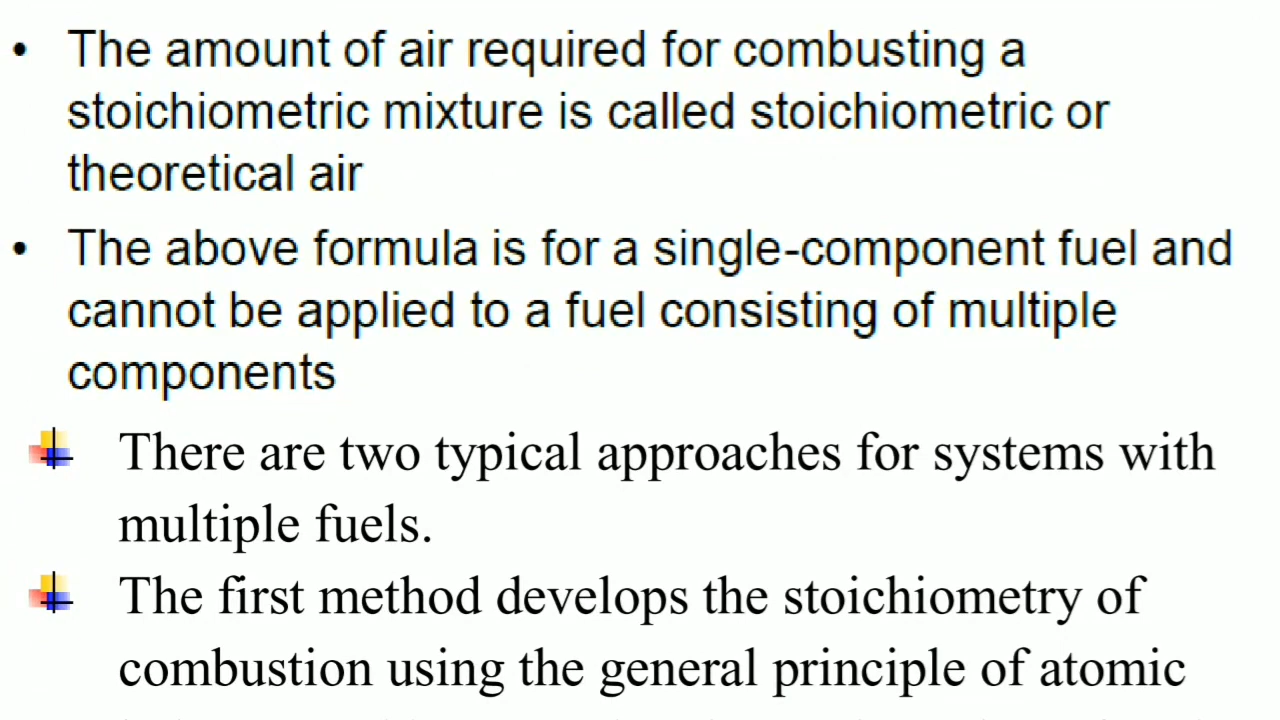 • The amount of air required for combusting a
stoichiometric mixture is called stoichiometric or
theoretical air
• The above formula is for a single-component fuel and
cannot be applied to a fuel consisting of multiple
components
There are two typical approaches for systems with
multiple fuels.
The first method develops the stoichiometry of
combustion using the general principle of atomic